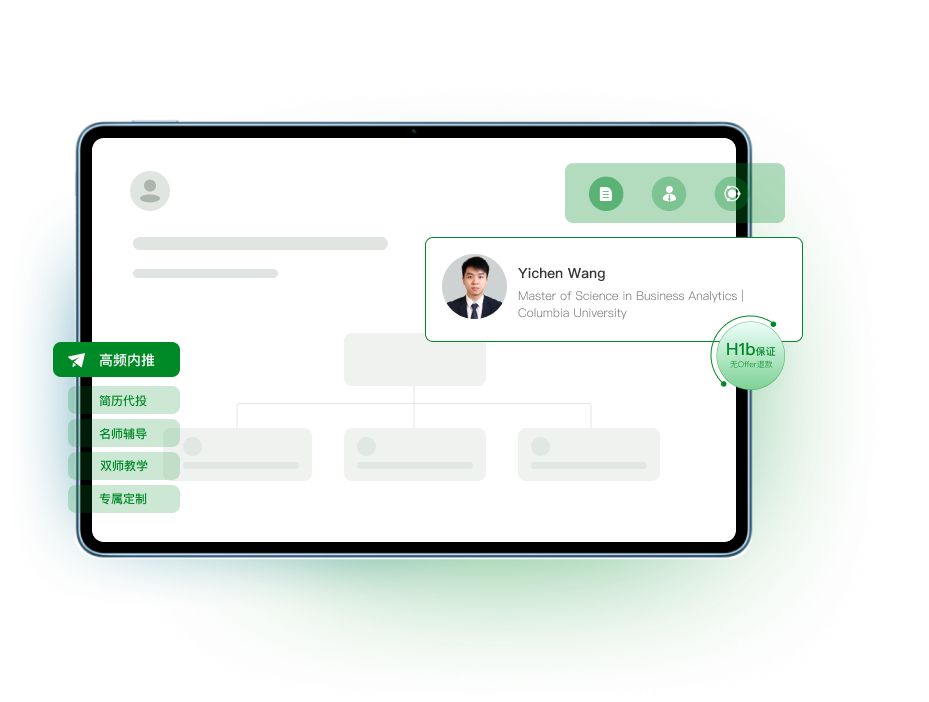 Yichen Wang
Master of Science in Business Analytics |
Columbia University
H1b保证
无Offer退款
高频内推
简历代投
名师辅导
双师教学
专属定制